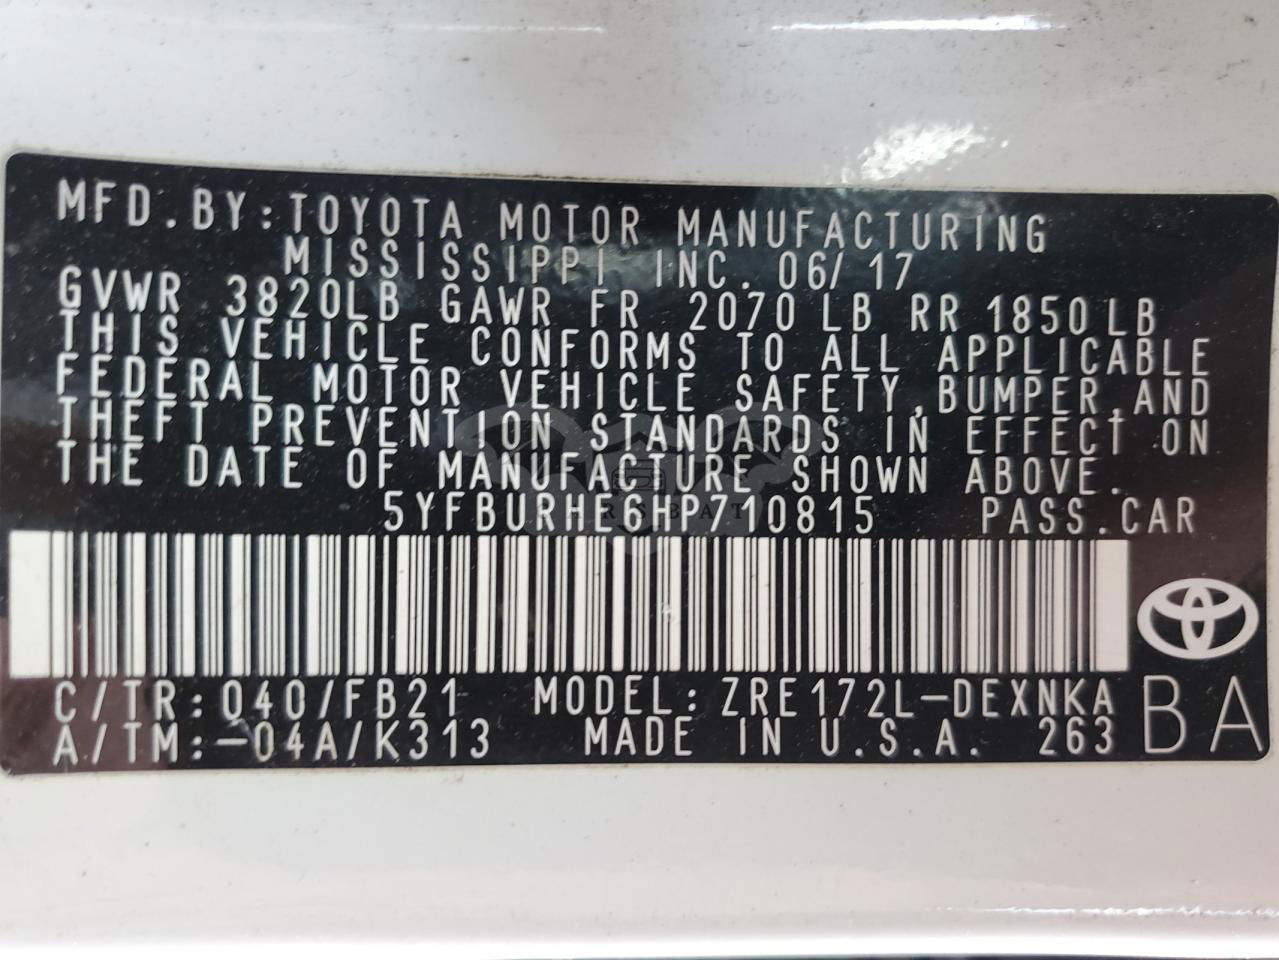 MFD.BY:TOYOTA MOTOR MANUFACTURING
MISSISSIPPI INC. 06/17
GVWR 3820LB GAWR FR 2070LB RR 1850LB
THIS VEHICLE CONFORMS TO ALL APPLICABLE
FEDERAL MOTOR VEHICLE SAFETY,BUMPER,AND
THEFT PREVENTION STANDARDS IN EFFECT ON
THE DATE OF MANUFACTURE SHOWN ABOVE.
5YFBURHE6HP710815 PASS.CAR
C/TR:040/FB21 MODEL:ZRE172L-DEXNKA
A/TM:-04A/K313 MADE IN U.S.A. 263 BA